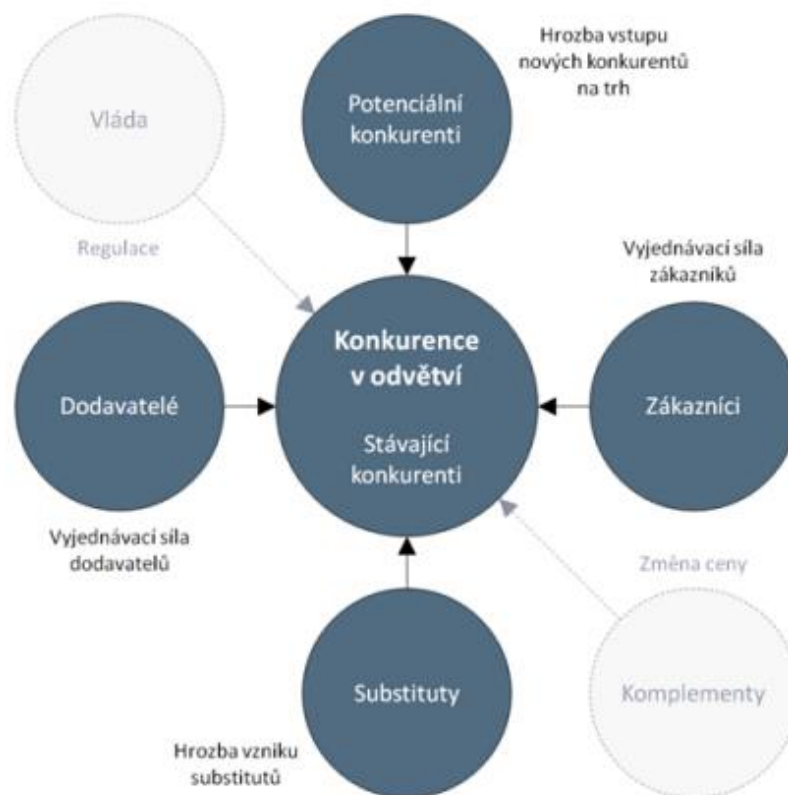 Hrozba vstupu
nových konkurentů
na trh
Vláda
Potenciální
konkurenti
Regulace
Vyjednávací síla
zákazníků
Konkurence
v odvětví
Dodavatelé
Zákazníci
Stávající
konkurenti
Vyjednávací síla
dodavatelů
Změna ceny
Substituty
Komplementy
Hrozba vzniku
substitutů